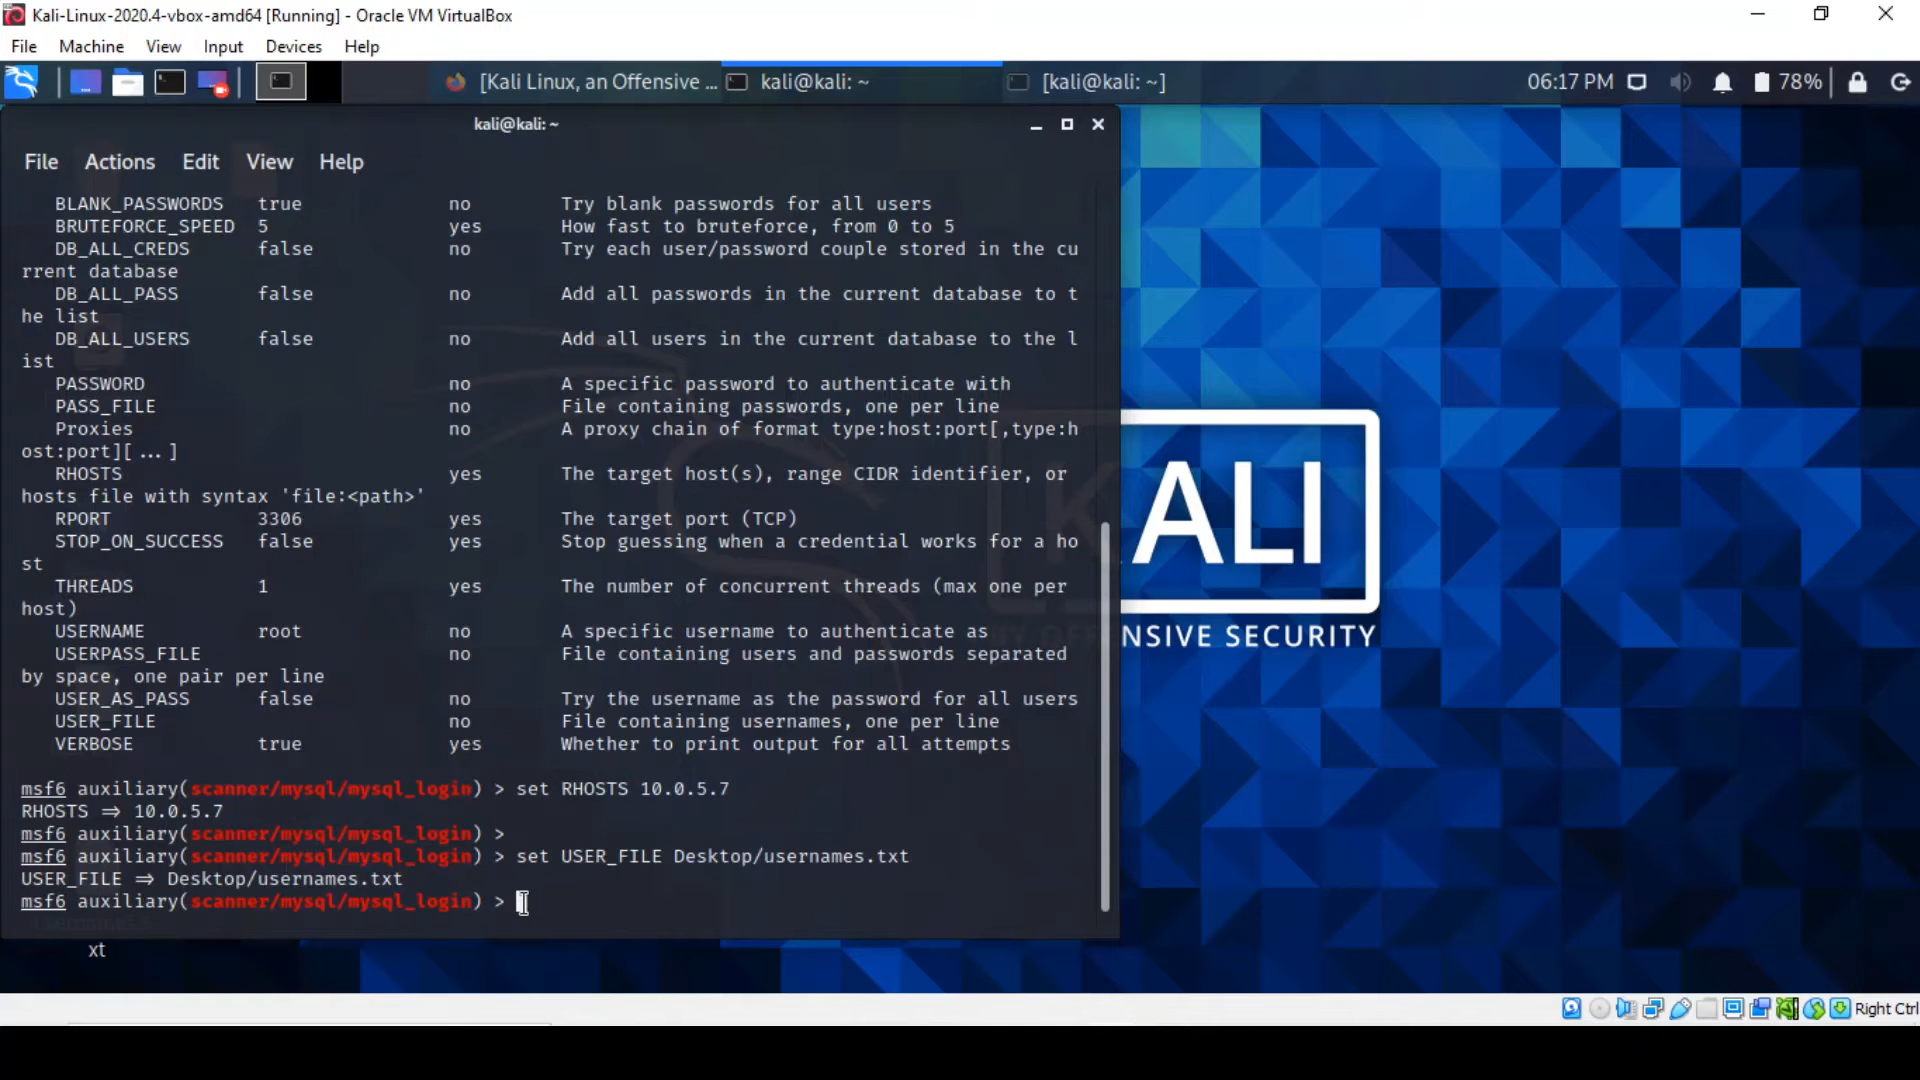 Kali-Linux-2020.4-vbox-amd64 [Running] - Oracle VM VirtualBox
File Machine View Input Devices Help
[Kali Linux, an Offensive ... kali@kali: ~ [kali@kali: ~] 06:17 PM 78%
kali@kali: ~
File Actions Edit View Help
BLANK_PASSWORDS true no Try blank passwords for all users
BRUTEFORCE_SPEED 5 yes How fast to bruteforce, from 0 to 5
DB_ALL_CREDS false no Try each user/password couple stored in the cu
rrent database
DB_ALL_PASS false no Add all passwords in the current database to t
he list
DB_ALL_USERS false no Add all users in the current database to the l
ist
PASSWORD no A specific password to authenticate with
PASS_FILE no File containing passwords, one per line
Proxies no A proxy chain of format type:host:port[,type:h
ost:port][...]
RHOSTS yes The target host(s), range CIDR identifier, or
hosts file with syntax 'file:<path>'
RPORT 3306 yes The target port (TCP)
STOP_ON_SUCCESS false yes Stop guessing when a credential works for a ho
st
THREADS 1 yes The number of concurrent threads (max one per
host)
USERNAME root no A specific username to authenticate as
USERPASS_FILE no File containing users and passwords separated
by space, one pair per line
USER_AS_PASS false no Try the username as the password for all users
USER_FILE no File containing usernames, one per line
VERBOSE true yes Whether to print output for all attempts
msf6 auxiliary(scanner/mysql/mysql_login) > set RHOSTS 10.0.5.7
RHOSTS ⇒ 10.0.5.7
msf6 auxiliary(scanner/mysql/mysql_login) >
msf6 auxiliary(scanner/mysql/mysql_login) > set USER_FILE Desktop/usernames.txt
USER_FILE ⇒ Desktop/usernames.txt
msf6 auxiliary(scanner/mysql/mysql_login) >
xt
KALI
BY OFFENSIVE SECURITY
Right Ctrl